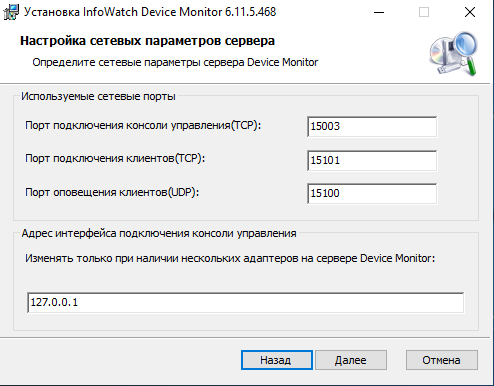 Установка InfoWatch Device Monitor 6.11.5.468
Настройка сетевых параметров сервера
Определите сетевые параметры сервера Device Monitor
Используемые сетевые порты
Порт подключения консоли управления(TCP):
15003
Порт подключения клиентов(TCP):
15101
Порт оповещения клиентов(UDP):
15100
Адрес интерфейса подключения консоли управления
Изменять только при наличии нескольких адаптеров на сервере Device Monitor:
127.0.0.1
Назад
Далее
Отмена